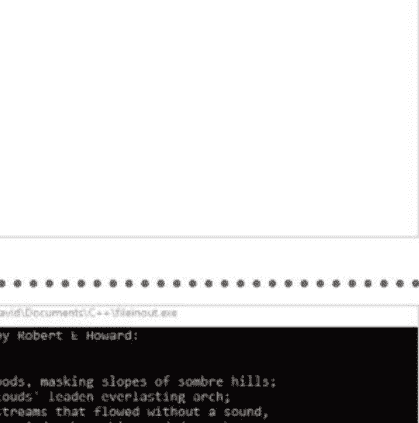 avid\Documents\C++\fileinout.exe
by Robert E Howard:
oods, masking slopes of sombre hills;
louds' leaden everlasting arch;
streams that flowed without a sound,